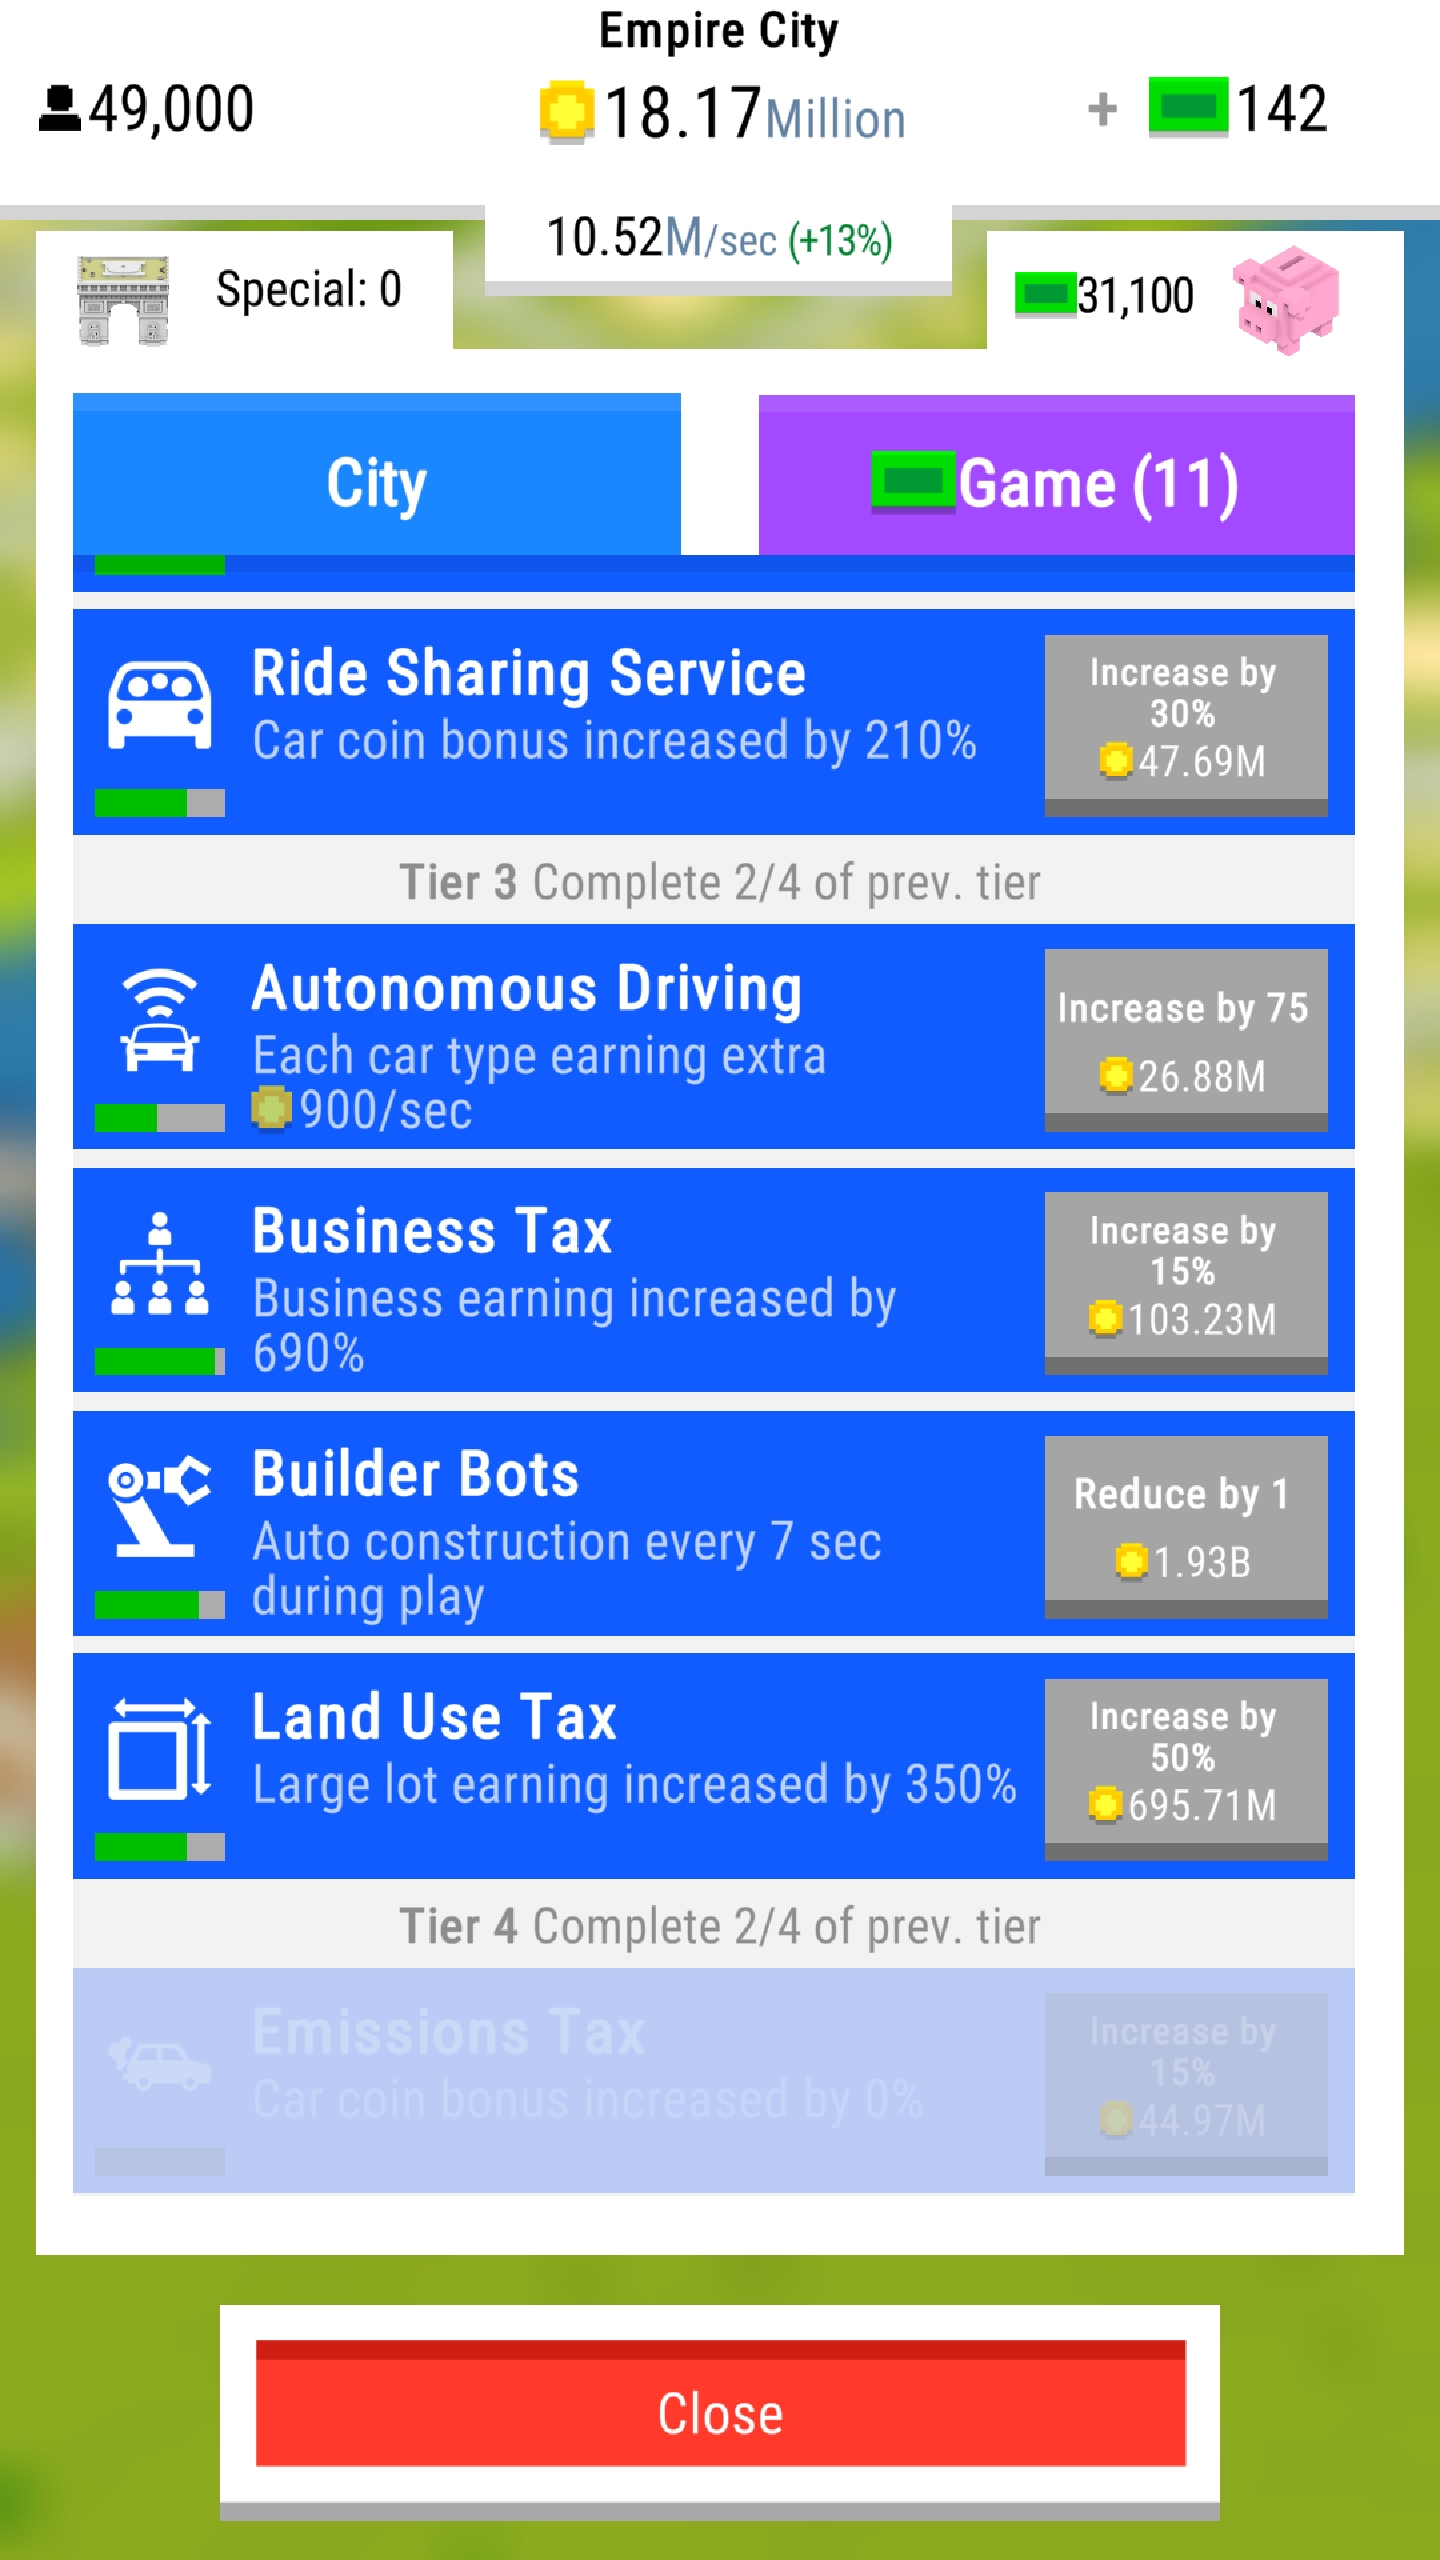 Empire City
49,000
18.17Million
+ 142
10.52M/sec (+13%)
Special: 0
31,100
City
Game (11)
Ride Sharing Service
Car coin bonus increased by 210%
Increase by
30%
47.69M
Tier 3 Complete 2/4 of prev. tier
Autonomous Driving
Each car type earning extra
900/sec
Increase by 75
26.88M
Business Tax
Business earning increased by
690%
Increase by
15%
103.23M
Builder Bots
Auto construction every 7 sec
during play
Reduce by 1
1.93B
Land Use Tax
Large lot earning increased by 350%
Increase by
50%
695.71M
Tier 4 Complete 2/4 of prev. tier
Emissions Tax
Car coin bonus increased by 0%
Increase by
15%
44.97M
Close